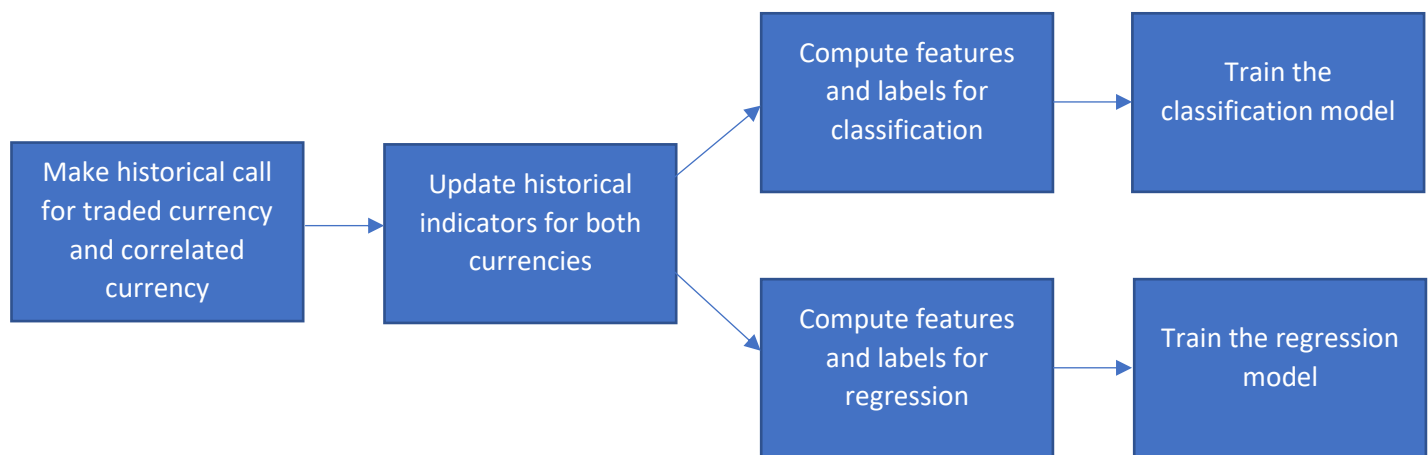 Make historical call
for traded currency
and correlated
currency
Update historical
indicators for both
currencies
Compute features
and labels for
classification
Train the
classification model
Compute features
and labels for
regression
Train the regression
model